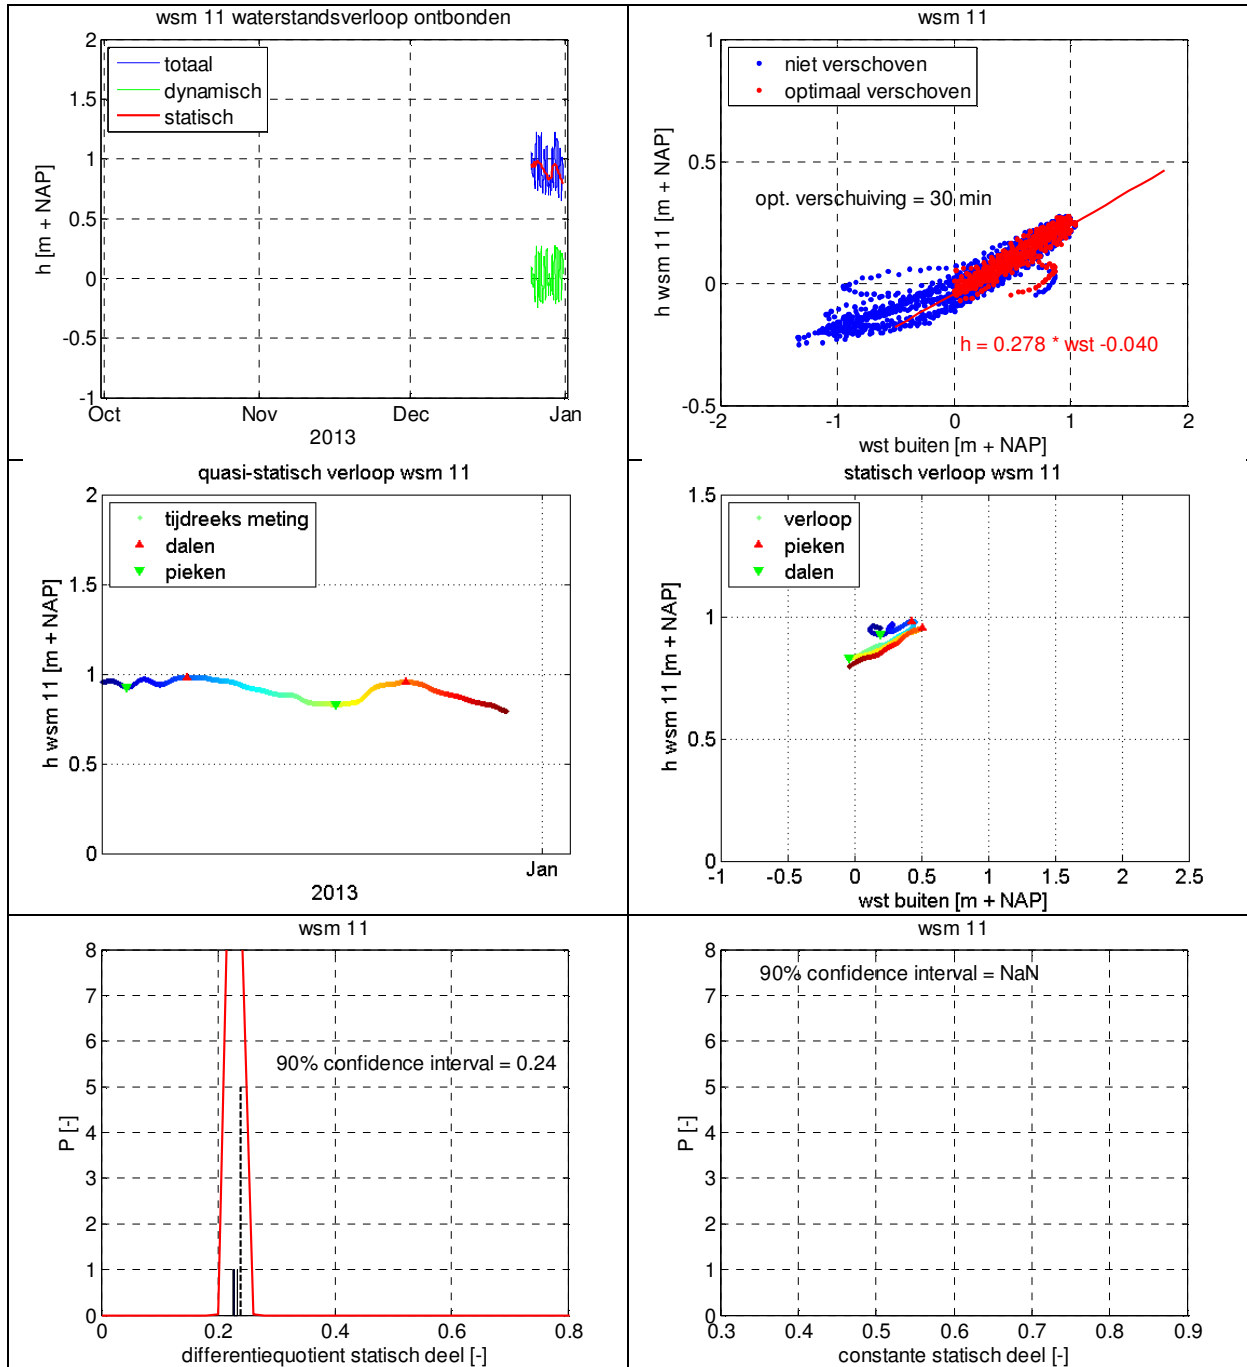 wsm 11 waterstandsverloop ontbonden
2
1.5
1
0.5
0
-0.5
-1
h [m + NAP]
totaal
dynamisch
statisch
Oct
Nov
Dec
Jan
2013
wsm 11
1
0.5
0
-0.5
h wsm 11 [m + NAP]
niet verschoven
optimaal verschoven
opt. verschuiving = 30 min
h = 0.278 * wst -0.040
-2
-1
0
1
2
wst buiten [m + NAP]
quasi-statisch verloop wsm 11
2
1.5
1
0.5
0
h wsm 11 [m + NAP]
tijdreeks meting
dalen
pieken
Jan
2013
statisch verloop wsm 11
1.5
1
0.5
0
h wsm 11 [m + NAP]
verloop
pieken
dalen
-1
-0.5
0
0.5
1
1.5
2
2.5
wst buiten [m + NAP]
wsm 11
8
7
6
5
4
3
2
1
0
P [-]
90% confidence interval = 0.24
0
0.2
0.4
0.6
0.8
differentiequotient statisch deel [-]
wsm 11
8
7
6
5
4
3
2
1
0
P [-]
90% confidence interval = NaN
0.3
0.4
0.5
0.6
0.7
0.8
0.9
constante statisch deel [-]